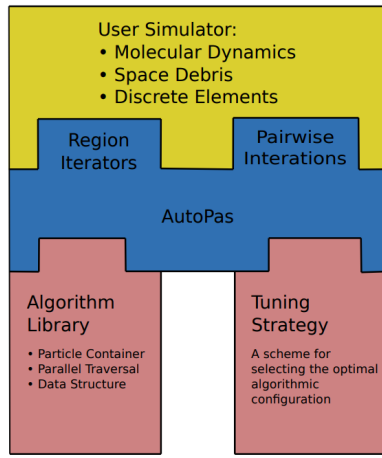 User Simulator:
• Molecular Dynamics
• Space Debris
• Discrete Elements
Region
Iterators
Pairwise
Interations
AutoPas
Algorithm
Library
• Particle Container
• Parallel Traversal
• Data Structure
Tuning
Strategy
A scheme for
selecting the optimal
algorithmic
configuration